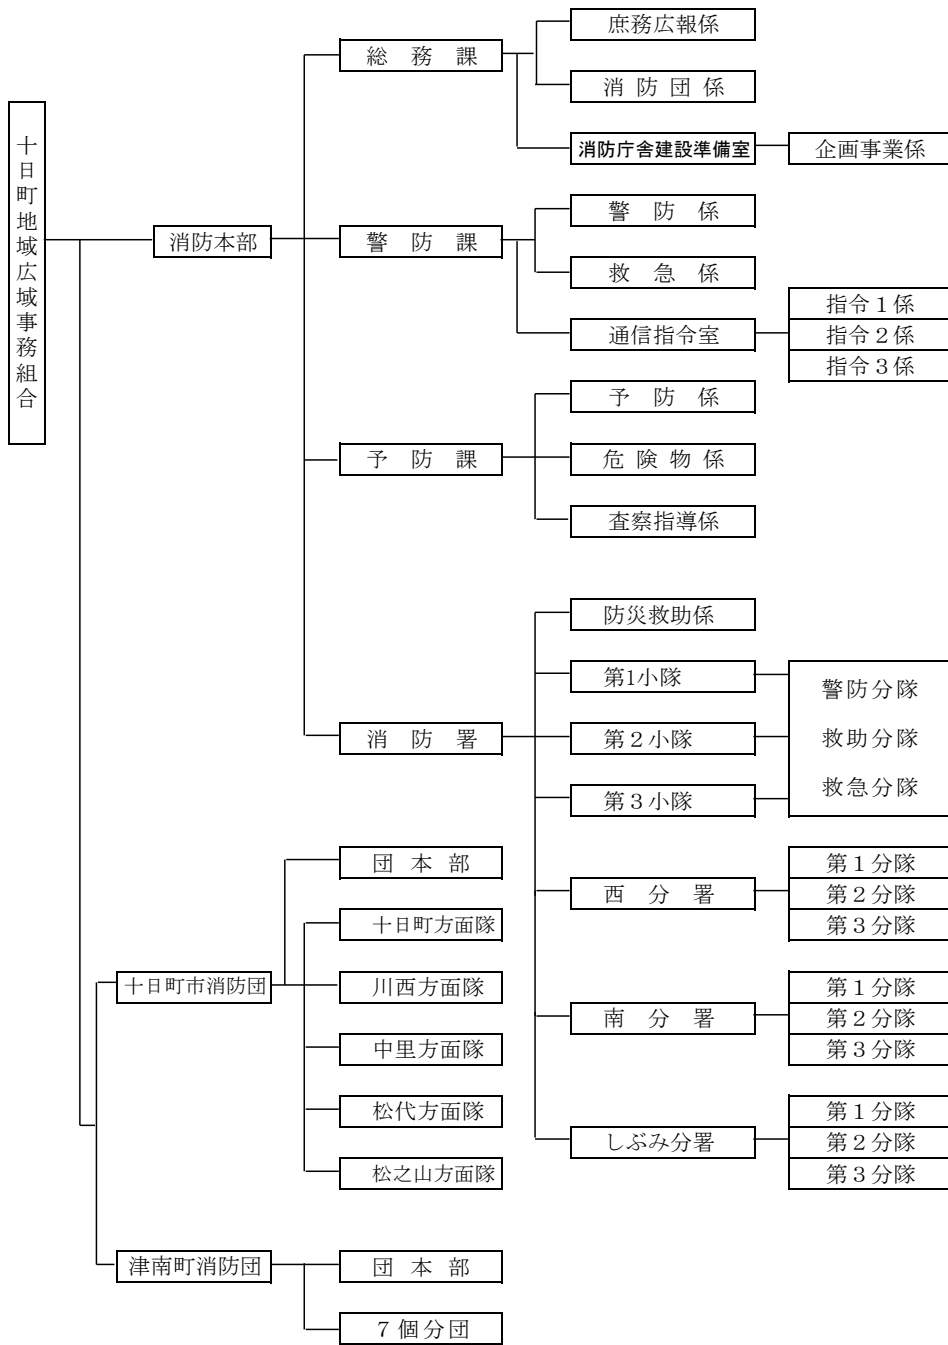 十日町地域広域事務組合
消防本部
総務課
庶務広報係
消防団係
消防庁舎建設準備室
企画事業係
警防課
警防係
救急係
通信指令室
指令１係
指令２係
指令３係
予防課
予防係
危険物係
査察指導係
消防署
防災救助係
第1小隊
第２小隊
第３小隊
警防分隊
救助分隊
救急分隊
西分署
第１分隊
第２分隊
第３分隊
南分署
第１分隊
第２分隊
第３分隊
しぶみ分署
第１分隊
第２分隊
第３分隊
十日町市消防団
団本部
十日町方面隊
川西方面隊
中里方面隊
松代方面隊
松之山方面隊
津南町消防団
団本部
７個分団